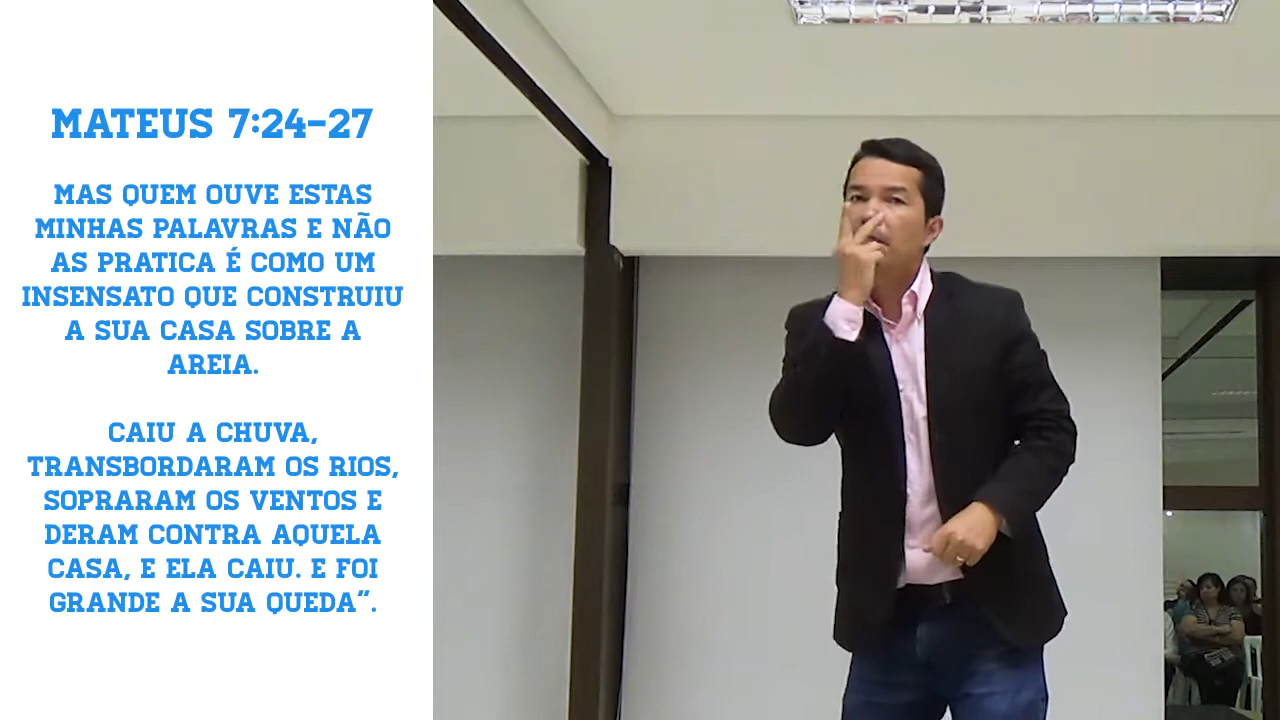 MATEUS 7:24-27
MAS QUEM OUVE ESTAS
MINHAS PALAVRAS E NÃO
AS PRATICA É COMO UM
INSENSATO QUE CONSTRUIU
A SUA CASA SOBRE A
AREIA.
CAIU A CHUVA,
TRANSBORDARAM OS RIOS,
SOPRARAM OS VENTOS E
DERAM CONTRA AQUELA
CASA, E ELA CAIU. E FOI
GRANDE A SUA QUEDA”.